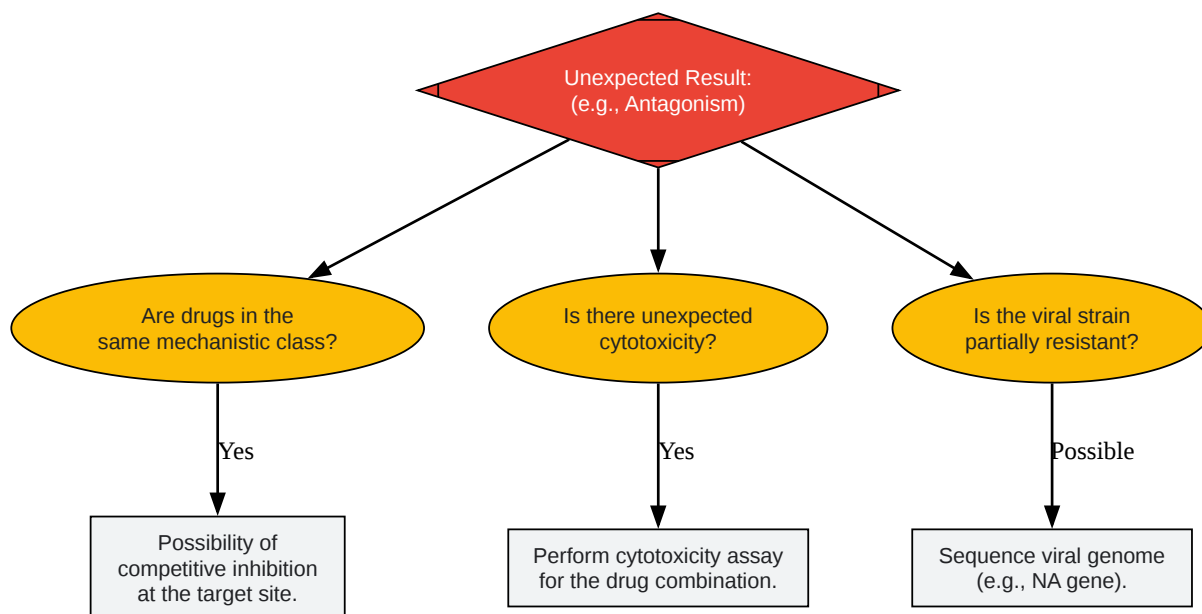 Unexpected Result:
(e.g., Antagonism)
Are drugs in the
same mechanistic class?
Is there unexpected
cytotoxicity?
Is the viral strain
partially resistant?
Yes
Yes
Possible
Possibility of
competitive inhibition
at the target site.
Perform cytotoxicity assay
for the drug combination.
Sequence viral genome
(e.g., NA gene).